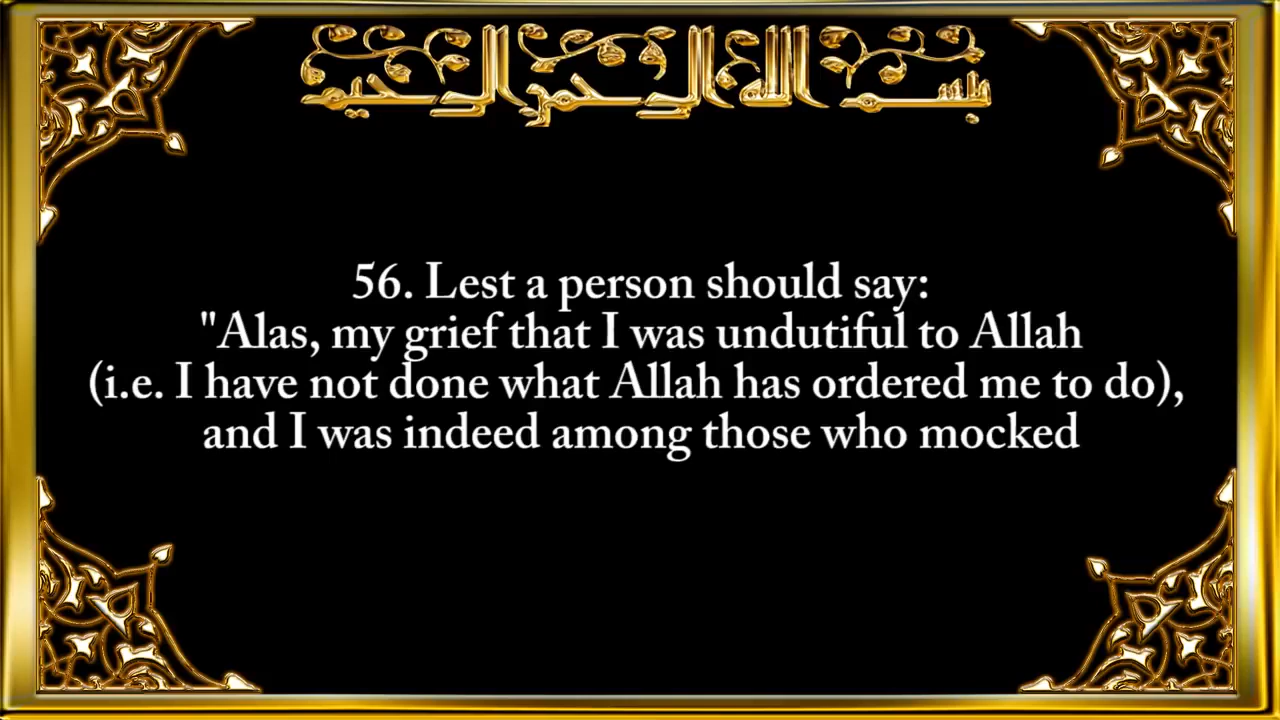 بسم الله الرحمن الرحيم
56. Lest a person should say:
"Alas, my grief that I was undutiful to Allah
(i.e. I have not done what Allah has ordered me to do),
and I was indeed among those who mocked